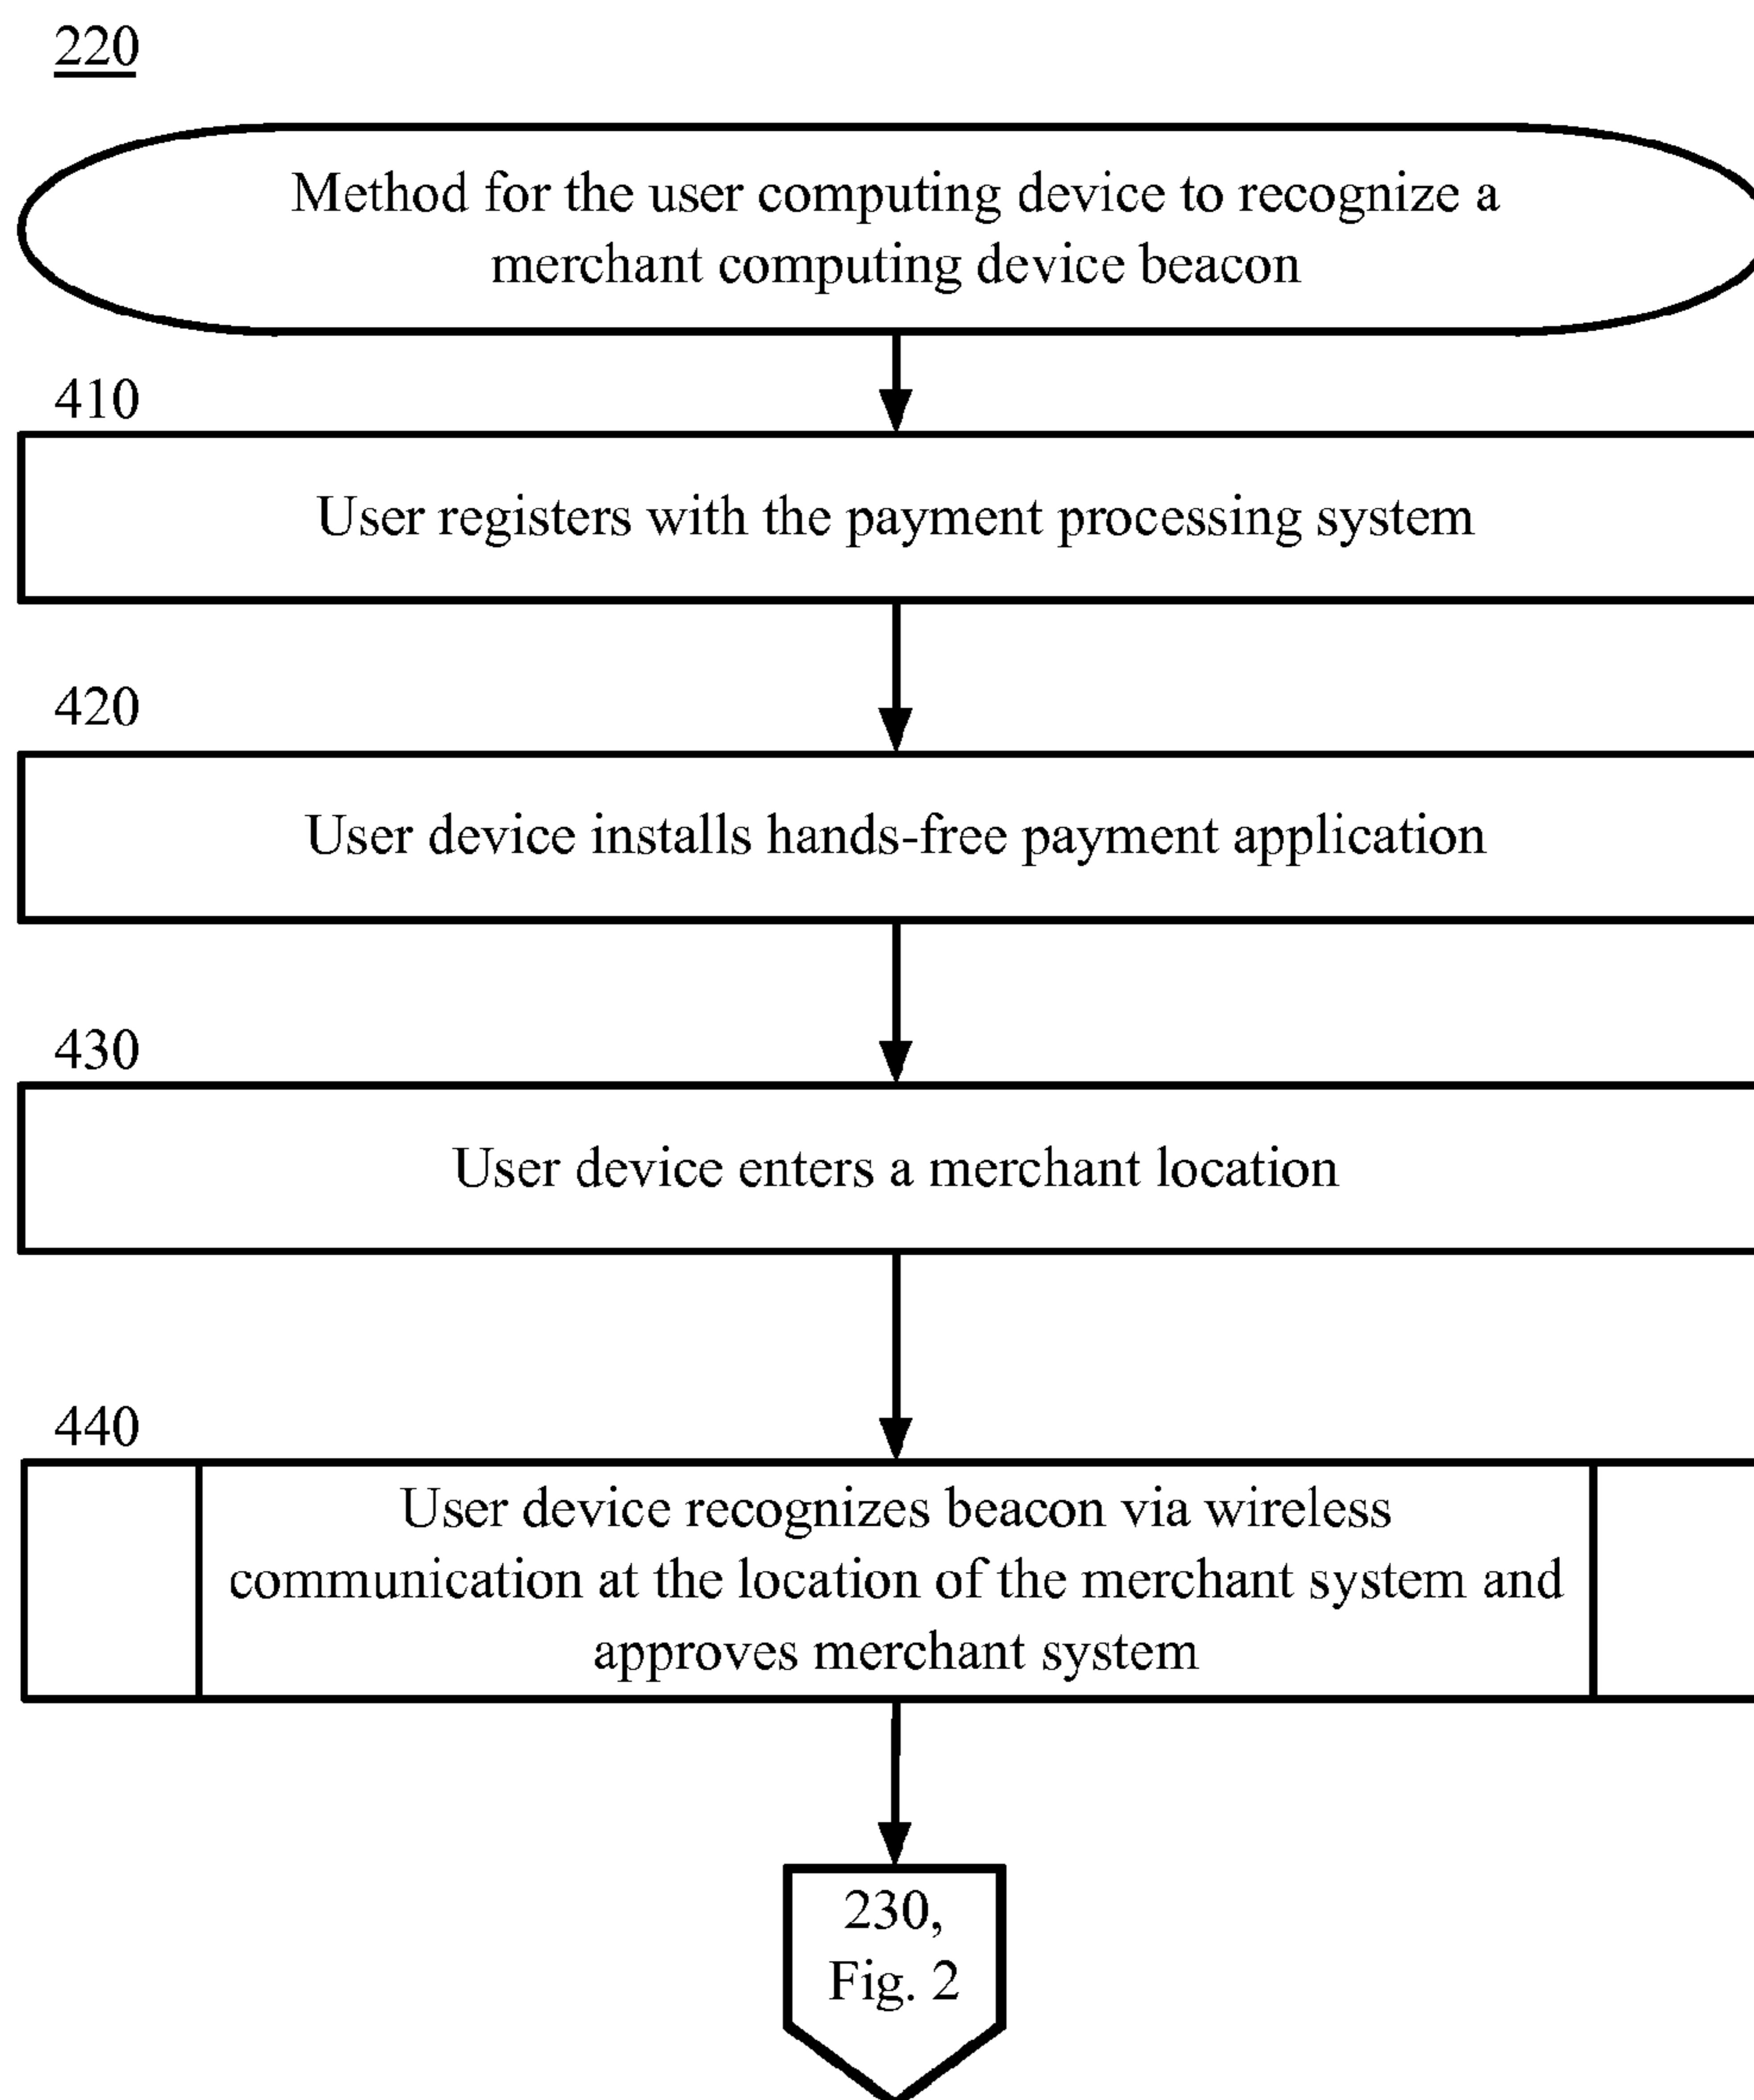 220
Method for the user computing device to recognize a
merchant computing device beacon
410
User registers with the payment processing system
420
User device installs hands-free payment application
430
User device enters a merchant location
440
User device recognizes beacon via wireless
communication at the location of the merchant system and
approves merchant system
230,
Fig. 2